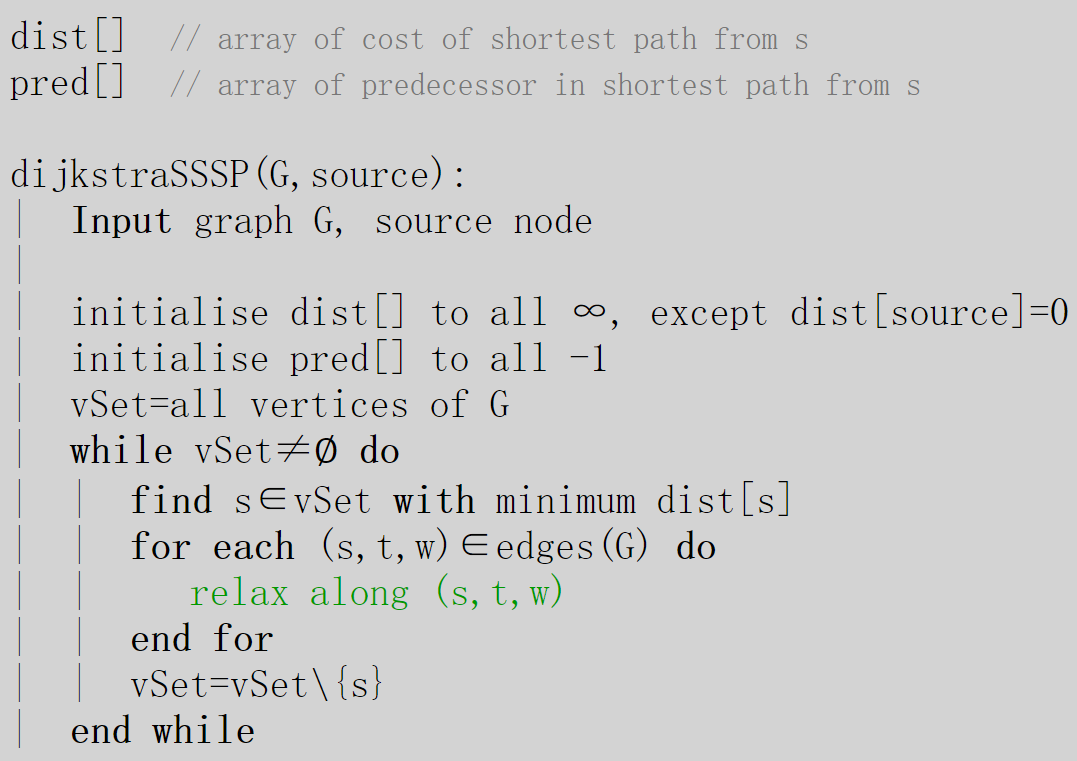 dist[] // array of cost of shortest path from s
pred[] // array of predecessor in shortest path from s
dijkstraSSSP(G,source):
| Input graph G, source node
|
| initialise dist[] to all ∞, except dist[source]=0
| initialise pred[] to all -1
| vSet=all vertices of G
| while vSet≠∅ do
| | find s∈vSet with minimum dist[s]
| | for each (s,t,w)∈edges(G) do
| | relax along (s,t,w)
| | end for
| | vSet=vSet\{s}
| end while